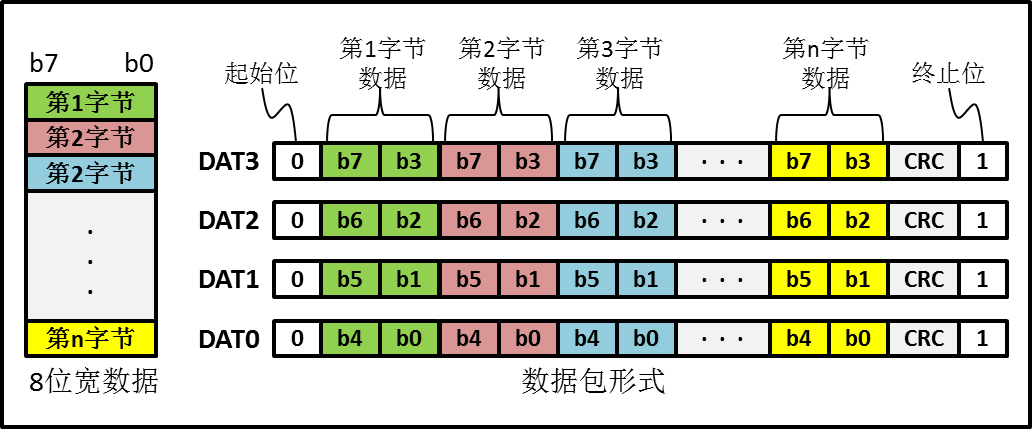 b7 b0
第1字节
第2字节
第2字节
.
.
.
第n字节
8位宽数据
起始位
第1字节
数据
第2字节
数据
第3字节
数据
第n字节
数据
终止位
DAT3 0 b7 b3 b7 b3 b7 b3 · · · b7 b3 CRC 1
DAT2 0 b6 b2 b6 b2 b6 b2 · · · b6 b2 CRC 1
DAT1 0 b5 b1 b5 b1 b5 b1 · · · b5 b1 CRC 1
DAT0 0 b4 b0 b4 b0 b4 b0 · · · b4 b0 CRC 1
数据包形式